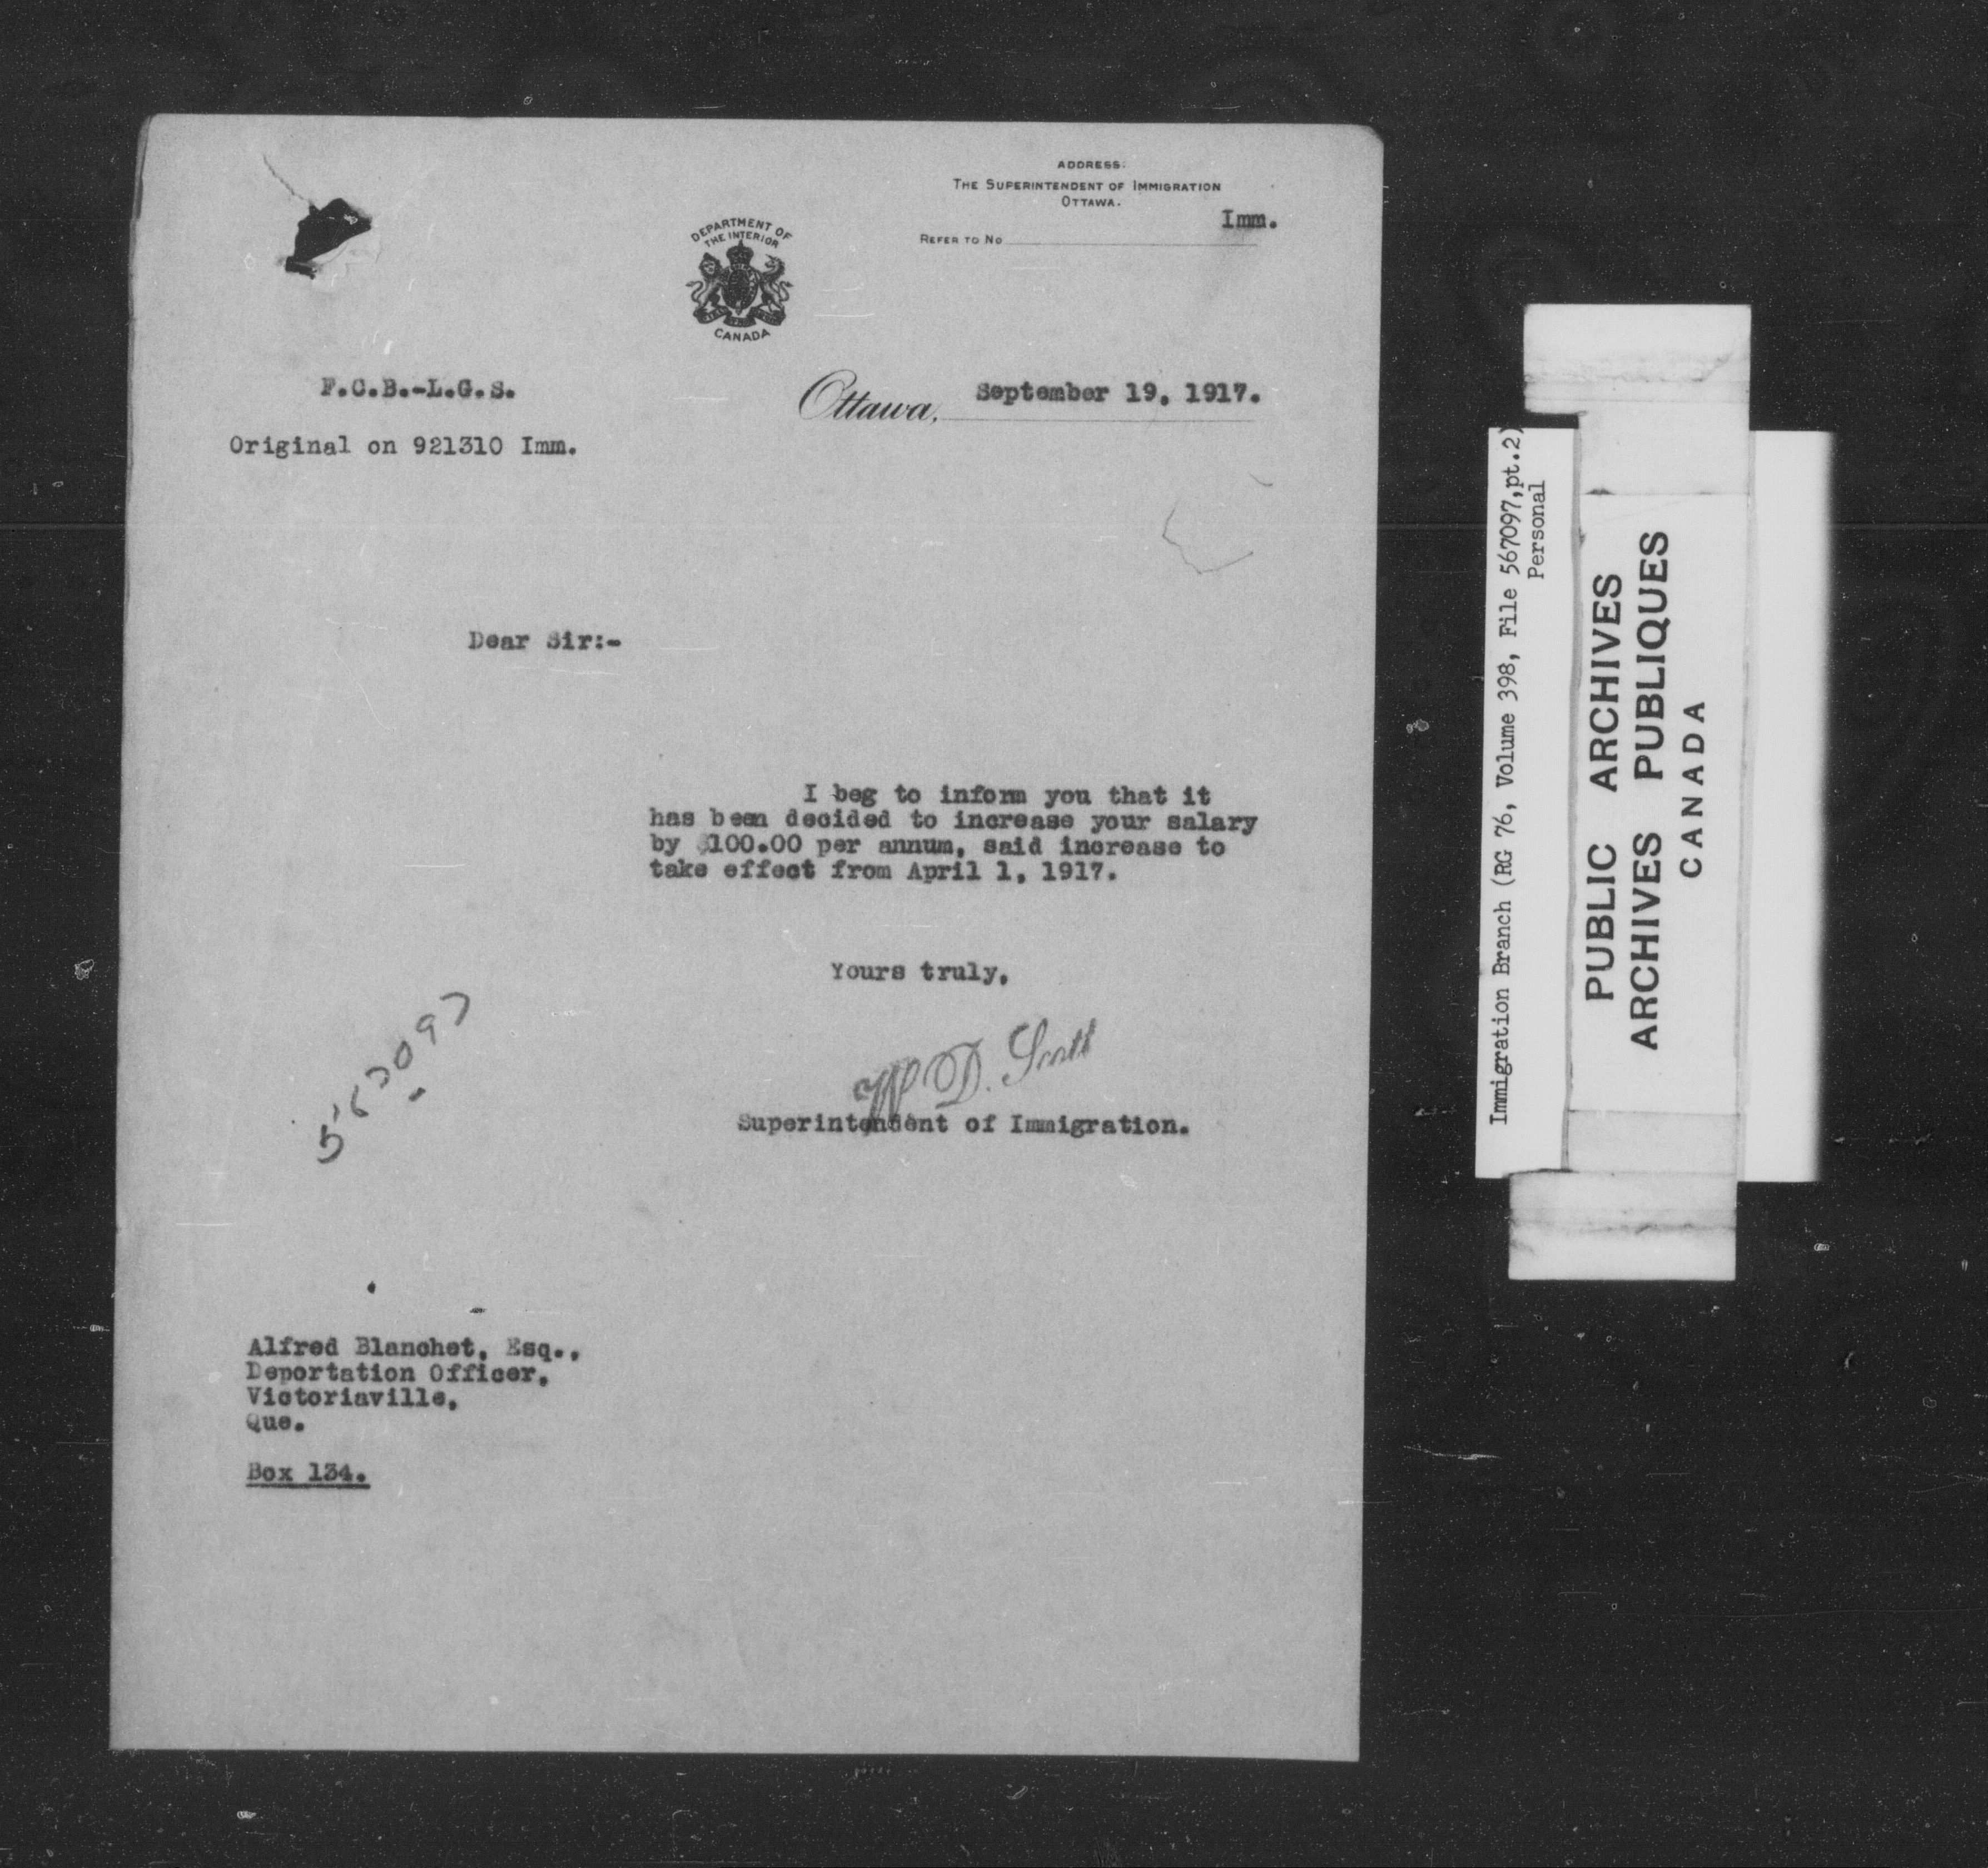 ADDRESS:
THE SUPERINTENDENT OF IMMIGRATION
OTTAWA.
Imm.
REFER TO No
DEPARTMENT OF
THE INTERIOR
CANADA
F.C.B.-L.G.S.
Ottawa, September 19, 1917.
Original on 921310 Imm.
Dear Sir:-
I beg to inform you that it
has been decided to increase your salary
by $100.00 per annum, said increase to
take effect from April 1, 1917.
Yours truly,
W D. Scott
Superintendent of Immigration.
567097
Alfred Blanchet, Esq.,
Deportation Officer,
Victoriaville,
Que.
Box 134.
Immigration Branch (RG 76, Volume 398, File 567097,pt.2)
Personal
PUBLIC ARCHIVES
ARCHIVES PUBLIQUES
CANADA